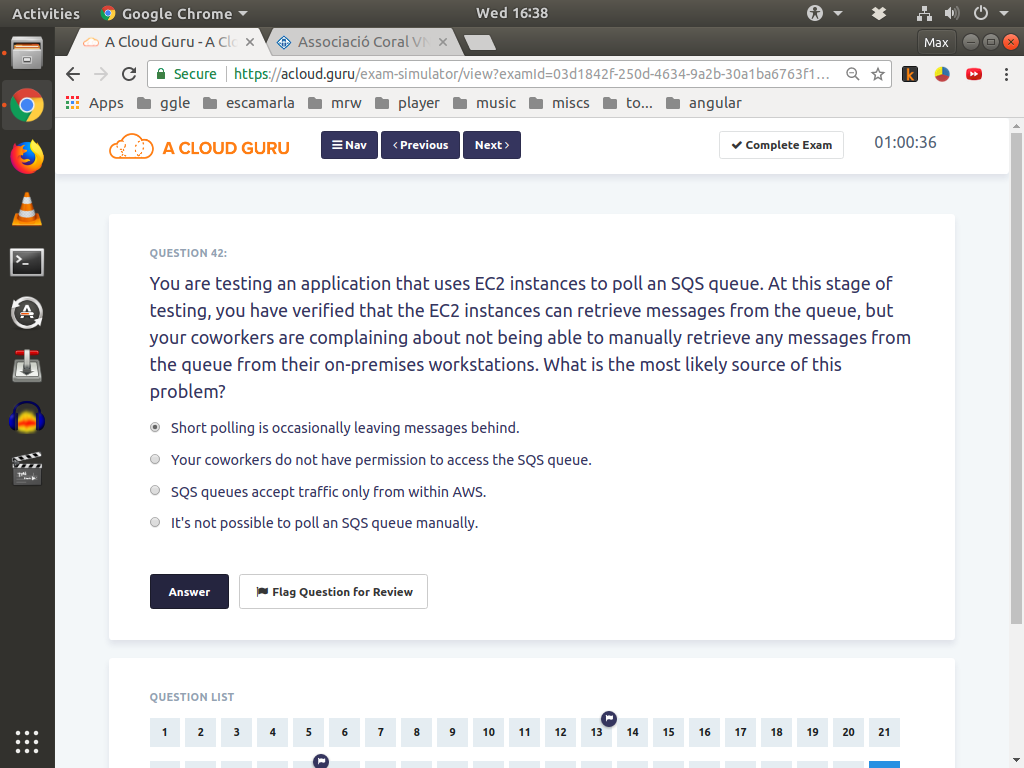 Activities Google Chrome Wed 16:38
A Cloud Guru - A Clo Associació Coral VN Max
Secure https://acloud.guru/exam-simulator/view?examId=03d1842f-250d-4634-9a2b-30a1ba6763f1...
Apps ggle escamarla mrw player music miscs to... angular
A CLOUD GURU Nav Previous Next Complete Exam 01:00:36
QUESTION 42:
You are testing an application that uses EC2 instances to poll an SQS queue. At this stage of
testing, you have verified that the EC2 instances can retrieve messages from the queue, but
your coworkers are complaining about not being able to manually retrieve any messages from
the queue from their on-premises workstations. What is the most likely source of this
problem?
Short polling is occasionally leaving messages behind.
Your coworkers do not have permission to access the SQS queue.
SQS queues accept traffic only from within AWS.
It's not possible to poll an SQS queue manually.
Answer Flag Question for Review
QUESTION LIST
1 2 3 4 5 6 7 8 9 10 11 12 13 14 15 16 17 18 19 20 21